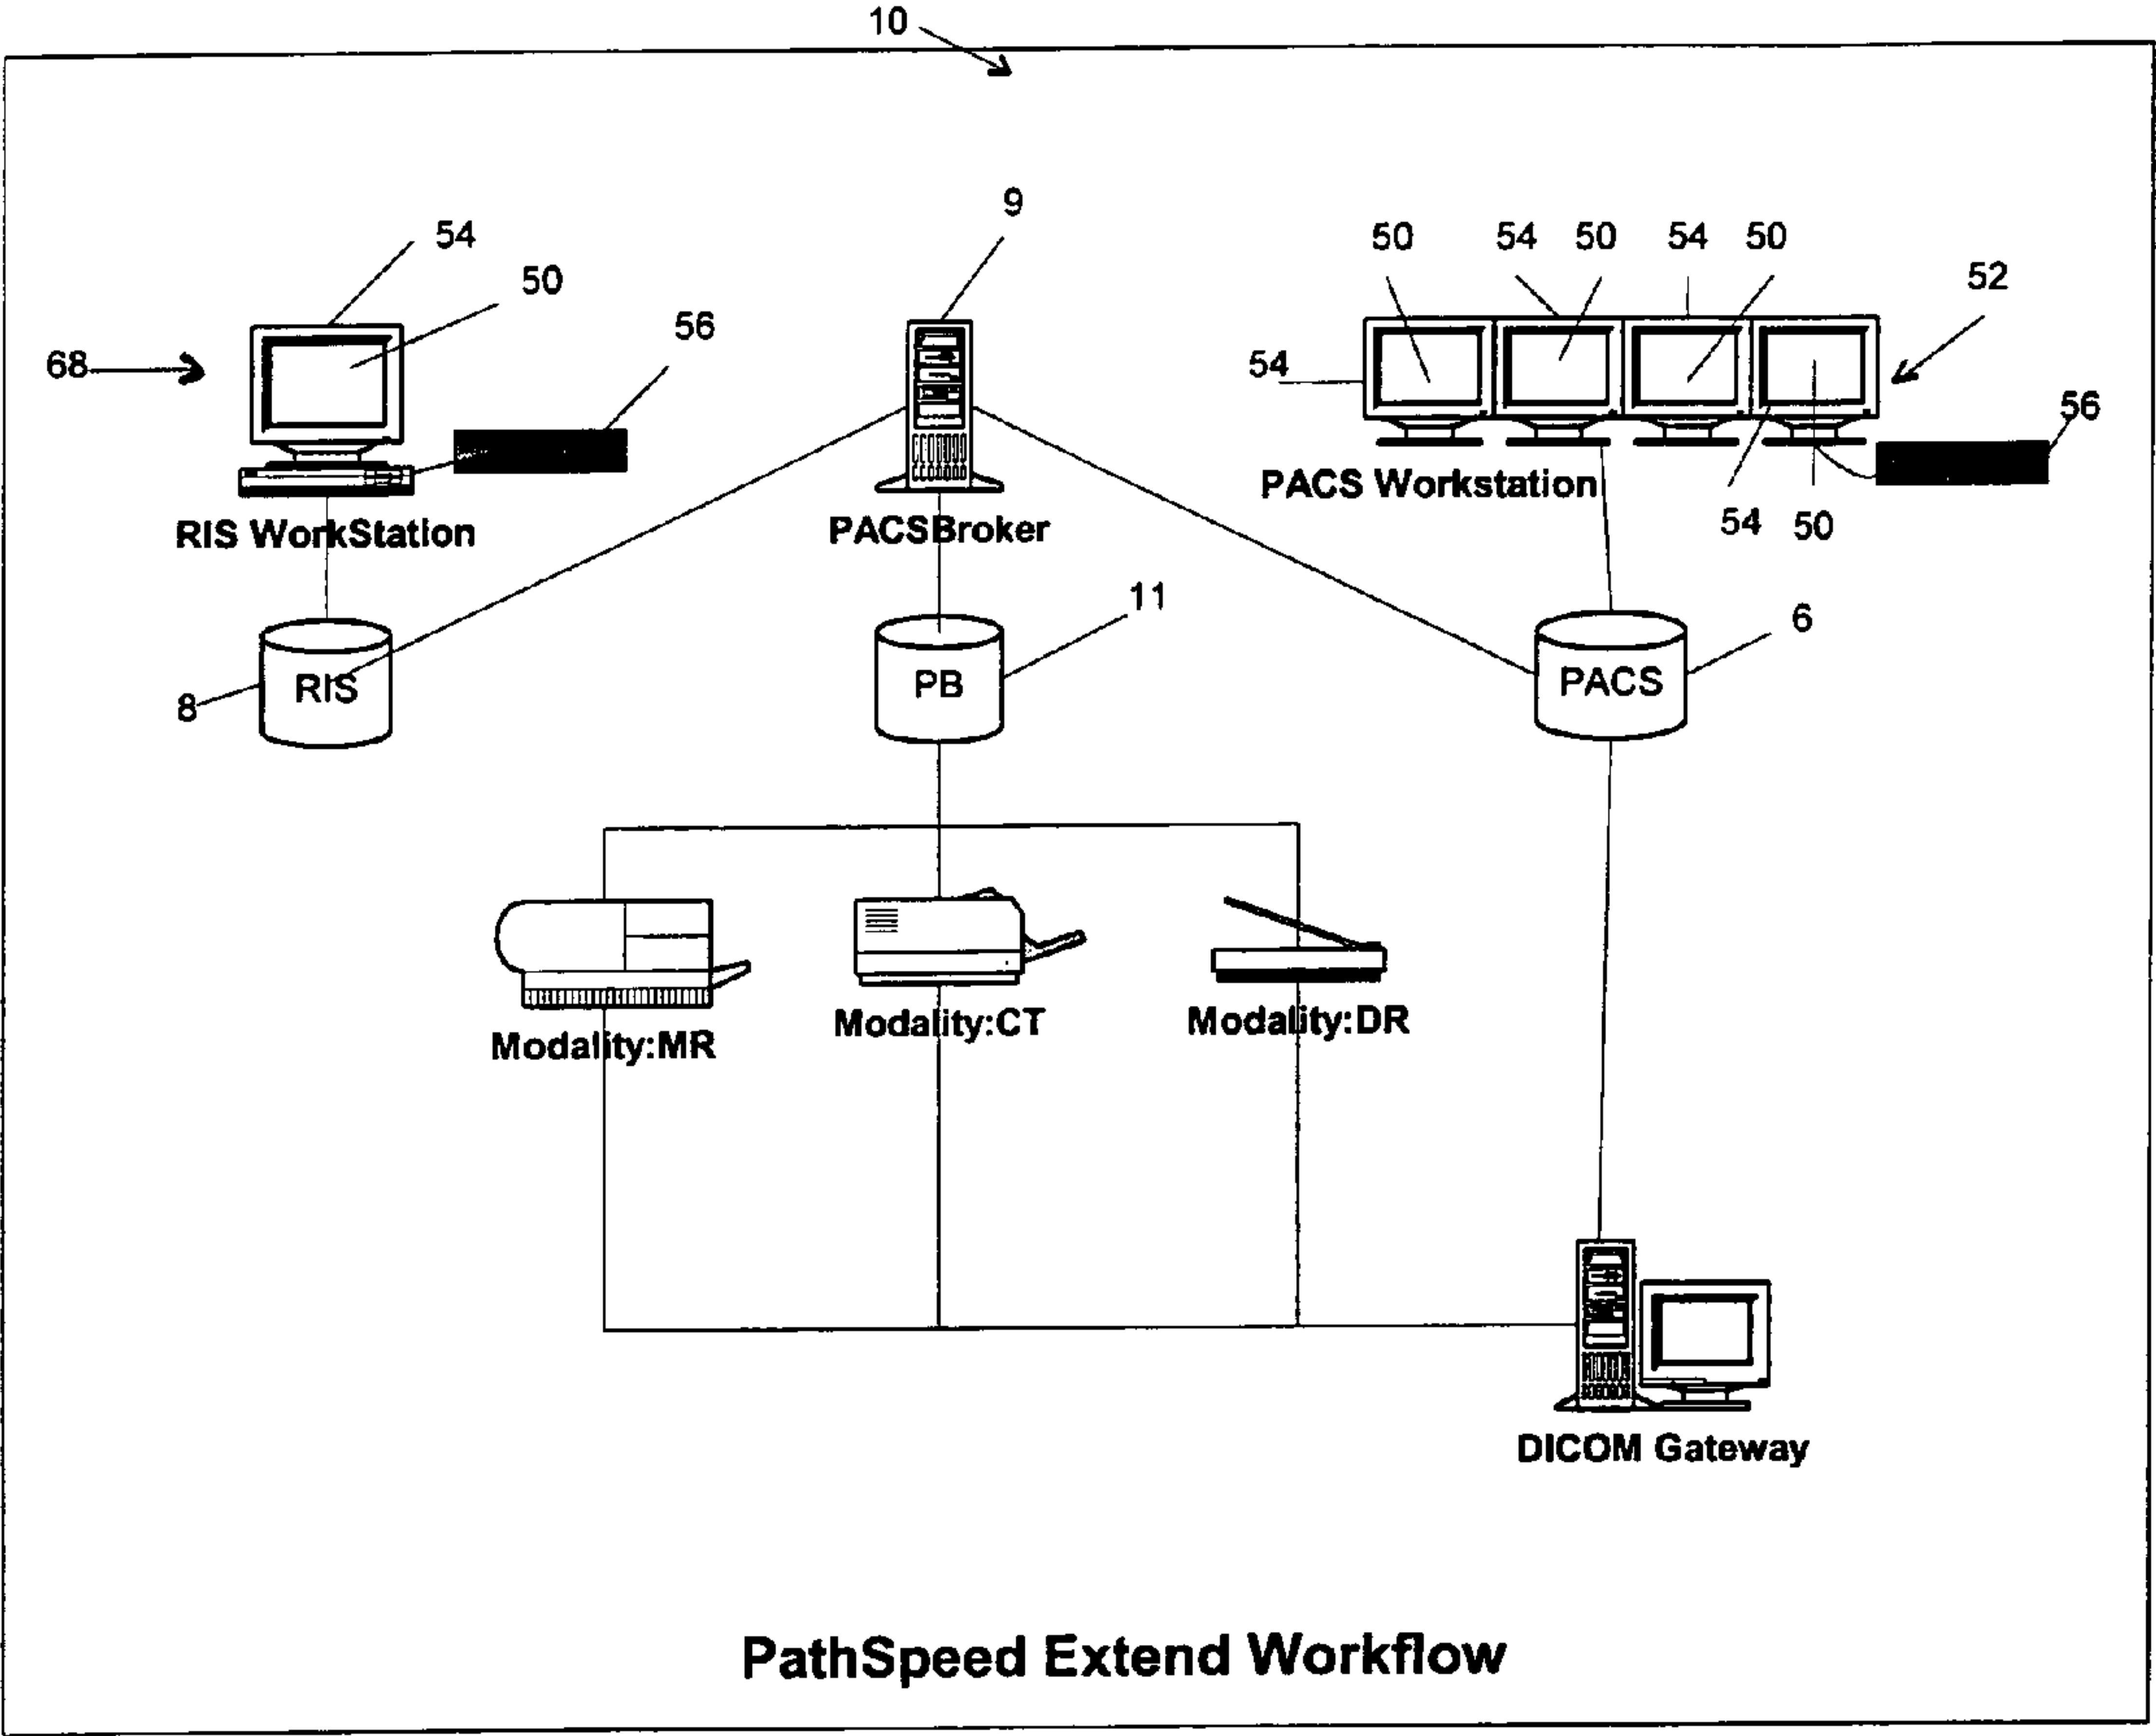 10
9
54
50
54
50
54
50
52
50
56
68
54
56
PACS Workstation
RIS WorkStation
PACSBroker
54
50
11
6
8
RIS
PB
PACS
Modality:MR
Modality:CT
Modality:DR
DICOM Gateway
PathSpeed Extend Workflow